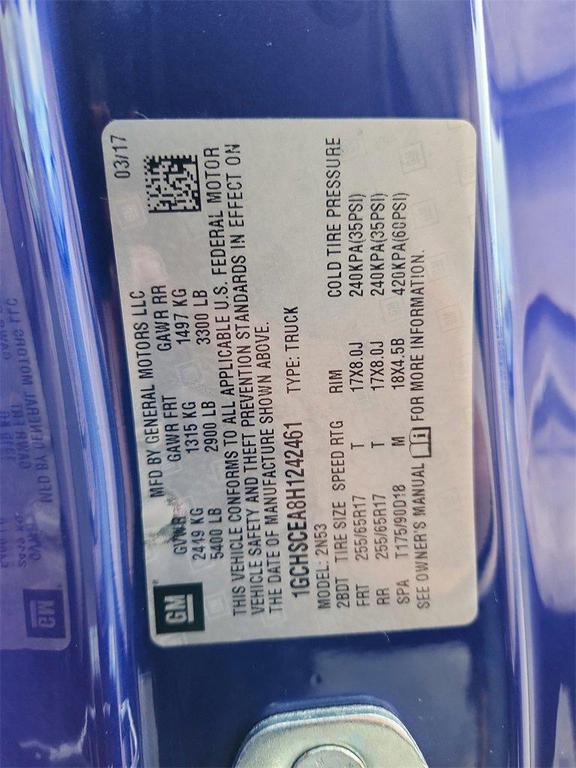 GM ® MFD BY GENERAL MOTORS LLC 03/17
GVWR GAWR FRT GAWR RR
2449 KG 1315 KG 1497 KG
5400 LB 2900 LB 3300 LB
THIS VEHICLE CONFORMS TO ALL APPLICABLE U.S. FEDERAL MOTOR
VEHICLE SAFETY AND THEFT PREVENTION STANDARDS IN EFFECT ON
THE DATE OF MANUFACTURE SHOWN ABOVE.
1GCHSCEA8H1242461 TYPE: TRUCK
MODEL: 2N53
2BDT TIRE SIZE SPEED RTG RIM COLD TIRE PRESSURE
FRT 255/65R17 T 17X8.0J 240KPA(35PSI)
RR 255/65R17 T 17X8.0J 240KPA(35PSI)
SPA T175/90D18 M 18X4.5B 420KPA(60PSI)
SEE OWNER'S MANUAL FOR MORE INFORMATION.